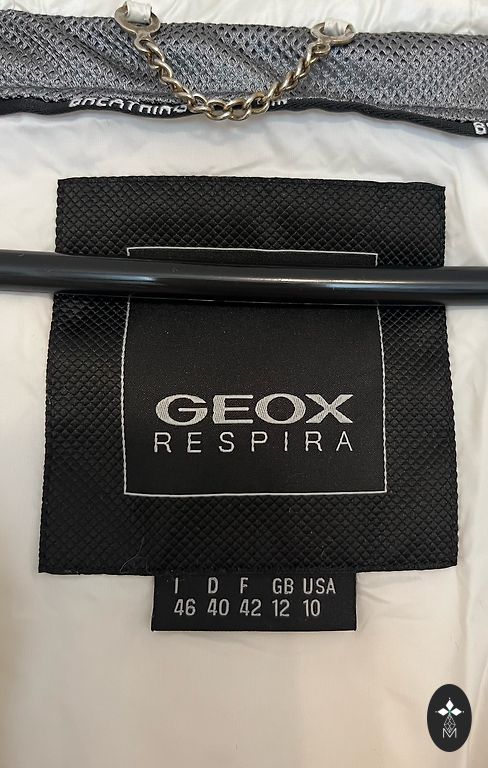 BREATHING
GEOX
RESPIRA
I D F GB USA
46 40 42 12 10
M